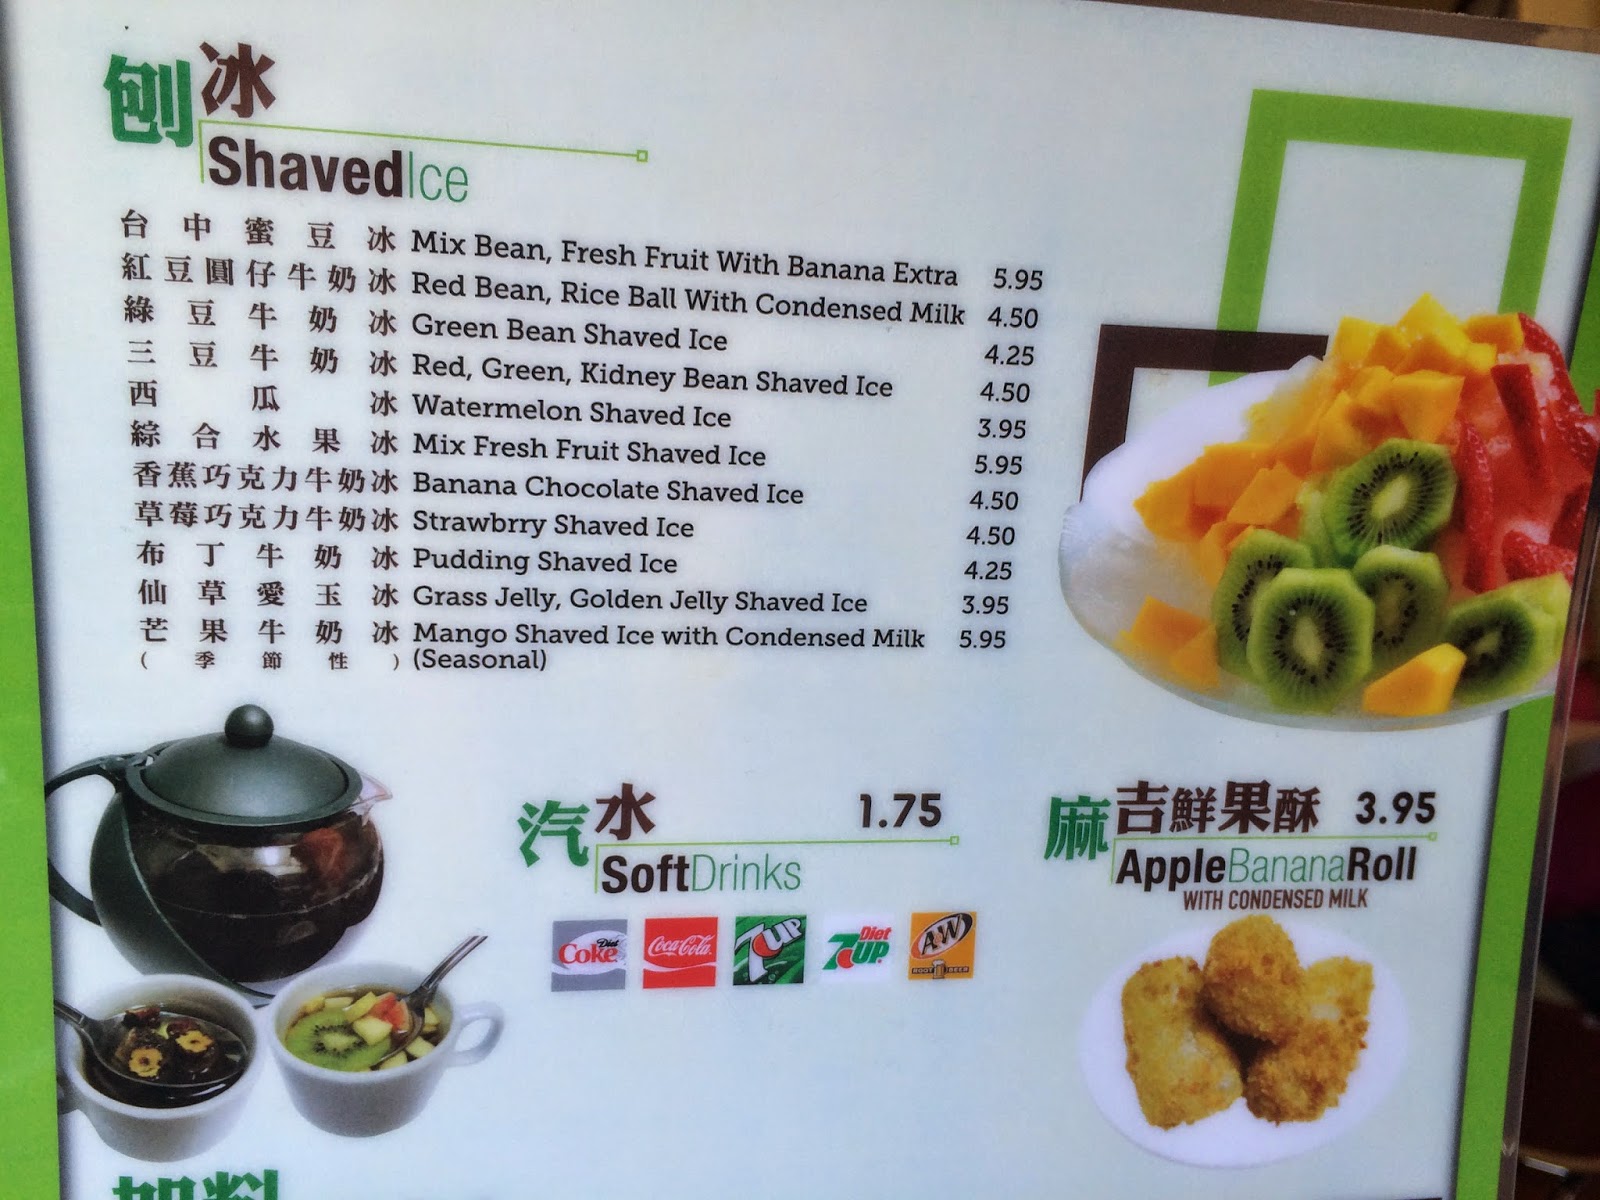 刨冰
ShavedIce
台中蜜豆冰 Mix Bean, Fresh Fruit With Banana Extra 5.95
紅豆圓仔牛奶冰 Red Bean, Rice Ball With Condensed Milk 4.50
綠豆牛奶冰 Green Bean Shaved Ice 4.25
三豆牛奶冰 Red, Green, Kidney Bean Shaved Ice 4.50
西瓜冰 Watermelon Shaved Ice 3.95
綜合水果冰 Mix Fresh Fruit Shaved Ice 5.95
香蕉巧克力牛奶冰 Banana Chocolate Shaved Ice 4.50
草莓巧克力牛奶冰 Strawbrry Shaved Ice 4.50
布丁牛奶冰 Pudding Shaved Ice 4.25
仙草愛玉冰 Grass Jelly, Golden Jelly Shaved Ice 3.95
芒果牛奶冰 Mango Shaved Ice with Condensed Milk 5.95
(季節性) (Seasonal)
汽水 1.75
SoftDrinks
Diet Coke
Coca-Cola
7UP
Diet 7UP
A&W ROOT BEER
麻吉鮮果酥 3.95
AppleBananaRoll
WITH CONDENSED MILK